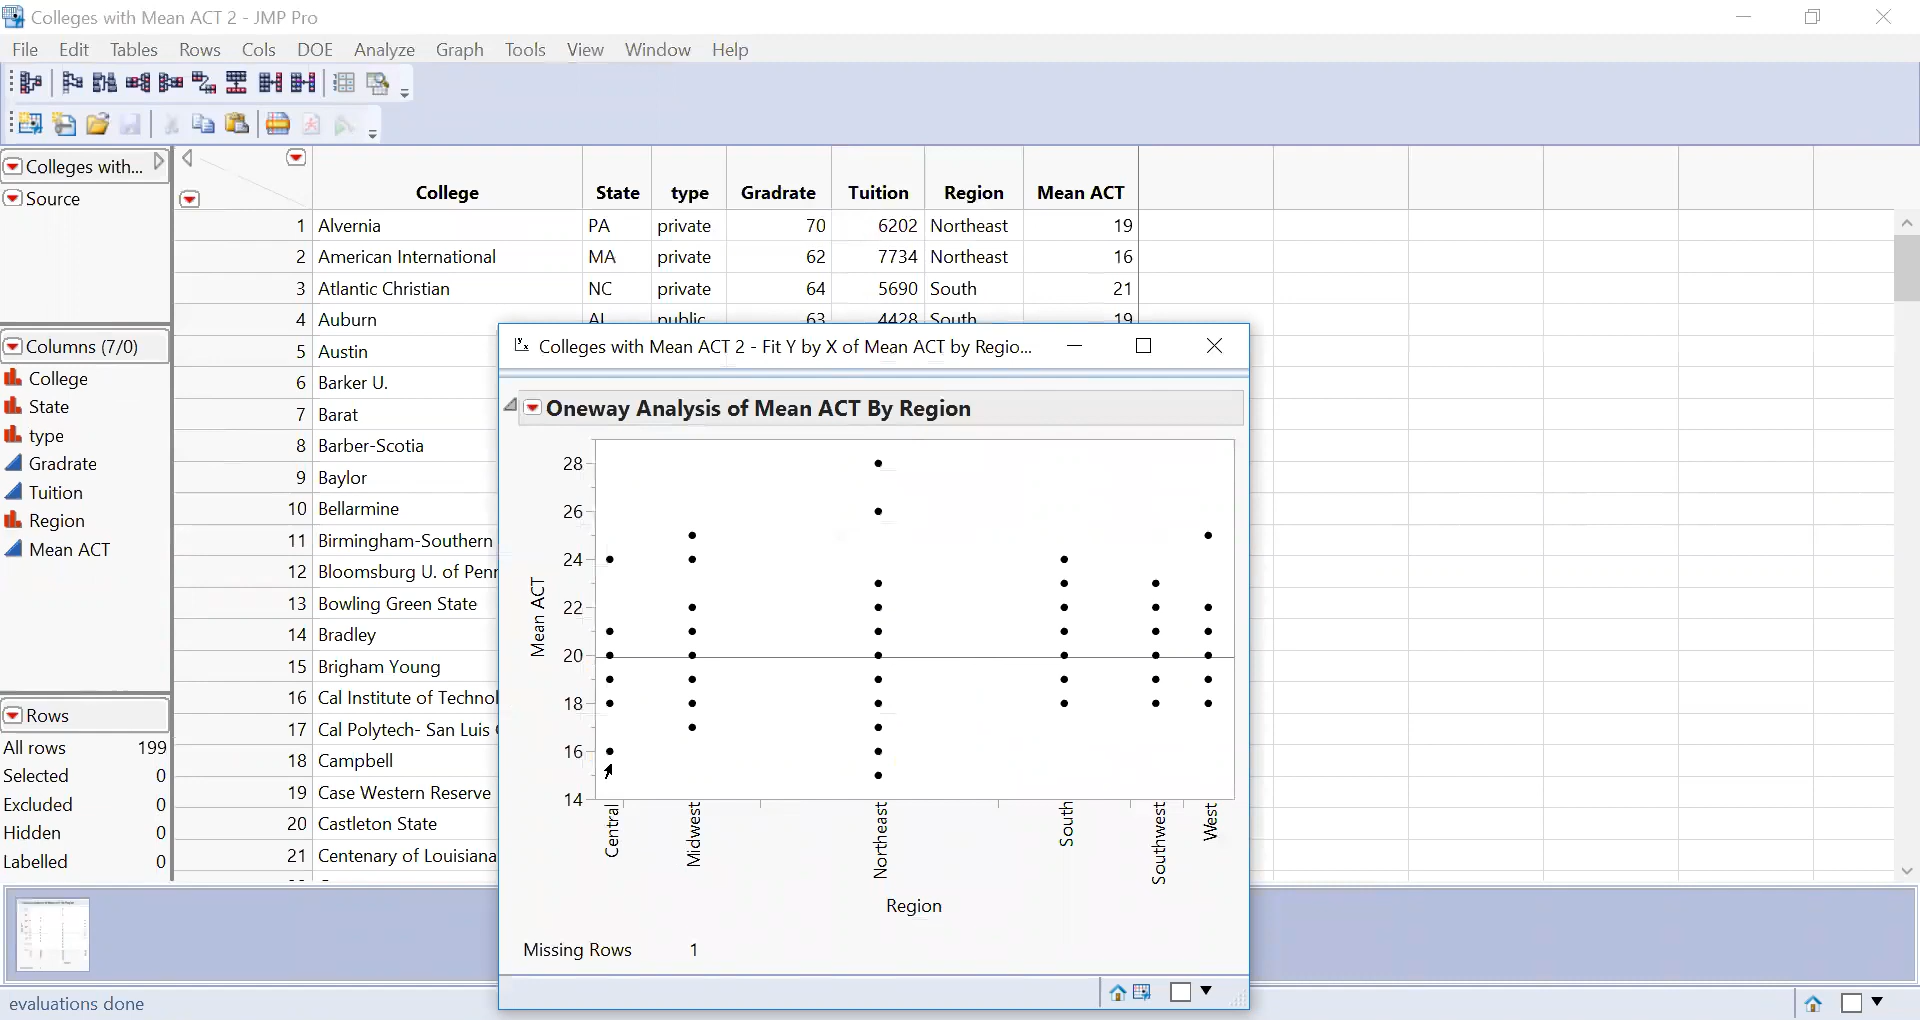 Colleges with Mean ACT 2 - JMP Pro
File Edit Tables Rows Cols DOE Analyze Graph Tools View Window Help
Colleges with...
Source
Columns (7/0)
College
State
type
Gradrate
Tuition
Region
Mean ACT
Rows
All rows 199
Selected 0
Excluded 0
Hidden 0
Labelled 0
College State type Gradrate Tuition Region Mean ACT
1 Alvernia PA private 70 6202 Northeast 19
2 American International MA private 62 7734 Northeast 16
3 Atlantic Christian NC private 64 5690 South 21
4 Auburn AL public 63 4428 South 19
5 Austin
6 Barker U.
7 Barat
8 Barber-Scotia
9 Baylor
10 Bellarmine
11 Birmingham-Southern
12 Bloomsburg U. of Penn
13 Bowling Green State
14 Bradley
15 Brigham Young
16 Cal Institute of Technol
17 Cal Polytech- San Luis
18 Campbell
19 Case Western Reserve
20 Castleton State
21 Centenary of Louisiana
Colleges with Mean ACT 2 - Fit Y by X of Mean ACT by Regio...
Oneway Analysis of Mean ACT By Region
28
26
24
22
20
18
16
14
Mean ACT
Central
Midwest
Northeast
South
Southwest
West
Region
Missing Rows 1
evaluations done